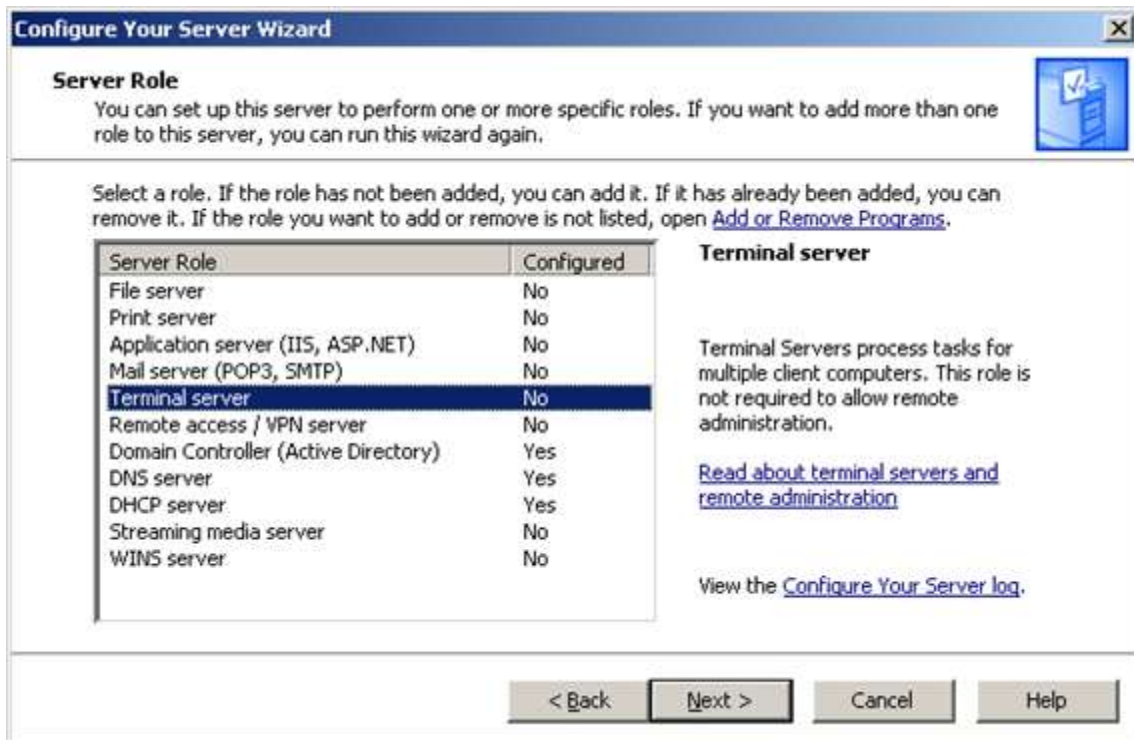 Configure Your Server Wizard
Server Role
You can set up this server to perform one or more specific roles. If you want to add more than one
role to this server, you can run this wizard again.
Select a role. If the role has not been added, you can add it. If it has already been added, you can
remove it. If the role you want to add or remove is not listed, open Add or Remove Programs.
Server Role Configured
File server No
Print server No
Application server (IIS, ASP.NET) No
Mail server (POP3, SMTP) No
Terminal server No
Remote access / VPN server No
Domain Controller (Active Directory) Yes
DNS server Yes
DHCP server Yes
Streaming media server No
WINS server No
Terminal server
Terminal Servers process tasks for
multiple client computers. This role is
not required to allow remote
administration.
Read about terminal servers and
remote administration
View the Configure Your Server log.
< Back Next > Cancel Help